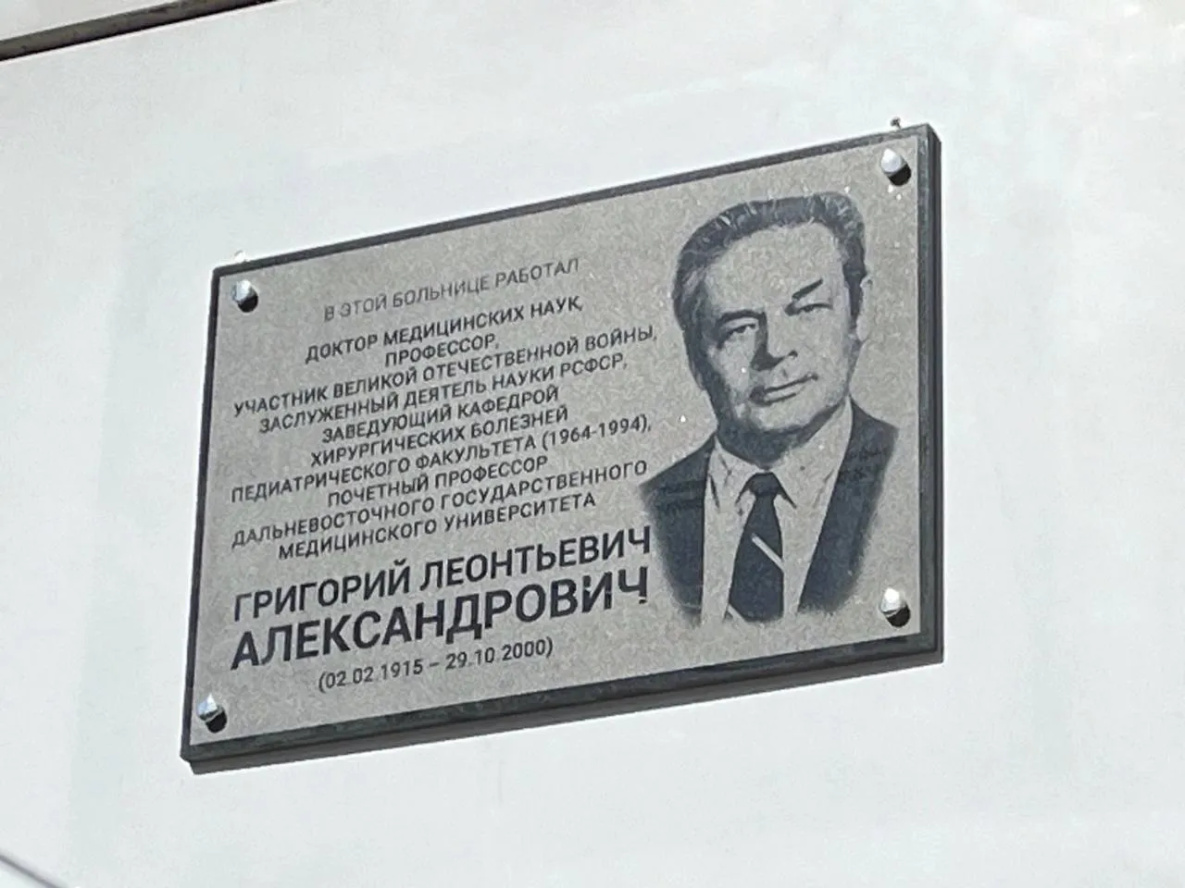 В ЭТОЙ БОЛЬНИЦЕ РАБОТАЛ
ДОКТОР МЕДИЦИНСКИХ НАУК,
ПРОФЕССОР,
УЧАСТНИК ВЕЛИКОЙ ОТЕЧЕСТВЕННОЙ ВОЙНЫ,
ЗАСЛУЖЕННЫЙ ДЕЯТЕЛЬ НАУКИ РСФСР,
ЗАВЕДУЮЩИЙ КАФЕДРОЙ
ХИРУРГИЧЕСКИХ БОЛЕЗНЕЙ
ПЕДИАТРИЧЕСКОГО ФАКУЛЬТЕТА (1964-1994),
ПОЧЕТНЫЙ ПРОФЕССОР
ДАЛЬНЕВОСТОЧНОГО ГОСУДАРСТВЕННОГО
МЕДИЦИНСКОГО УНИВЕРСИТЕТА
ГРИГОРИЙ ЛЕОНТЬЕВИЧ
АЛЕКСАНДРОВИЧ
(02.02.1915 – 29.10.2000)